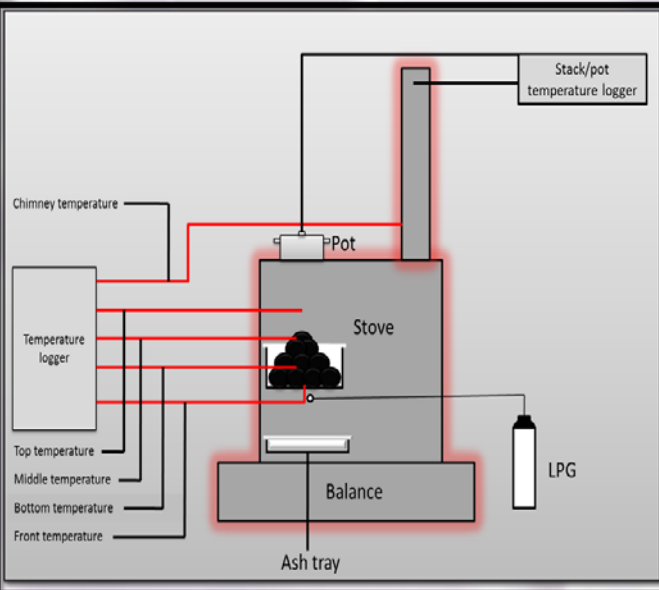 Stack/pot
temperature logger
Chimney temperature
Pot
Temperature
logger
Stove
Top temperature
Middle temperature
Bottom temperature
Front temperature
LPG
Balance
Ash tray